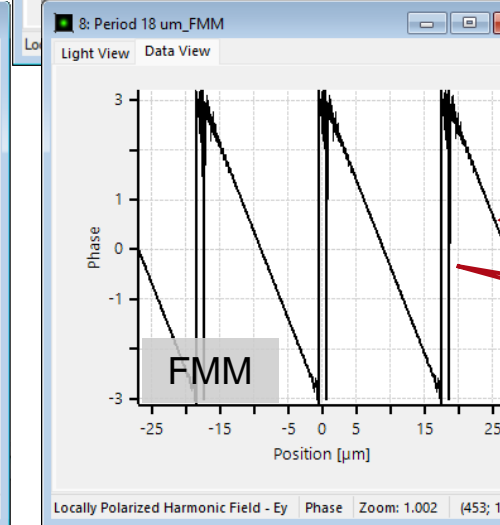 8: Period 18 um_FMM
Light View Data View
3
1
0
-1
-3
Phase
FMM
-25 -15 -5 0 5 15 25
Position [µm]
Locally Polarized Harmonic Field - Ey Phase Zoom: 1.002 (453; 1